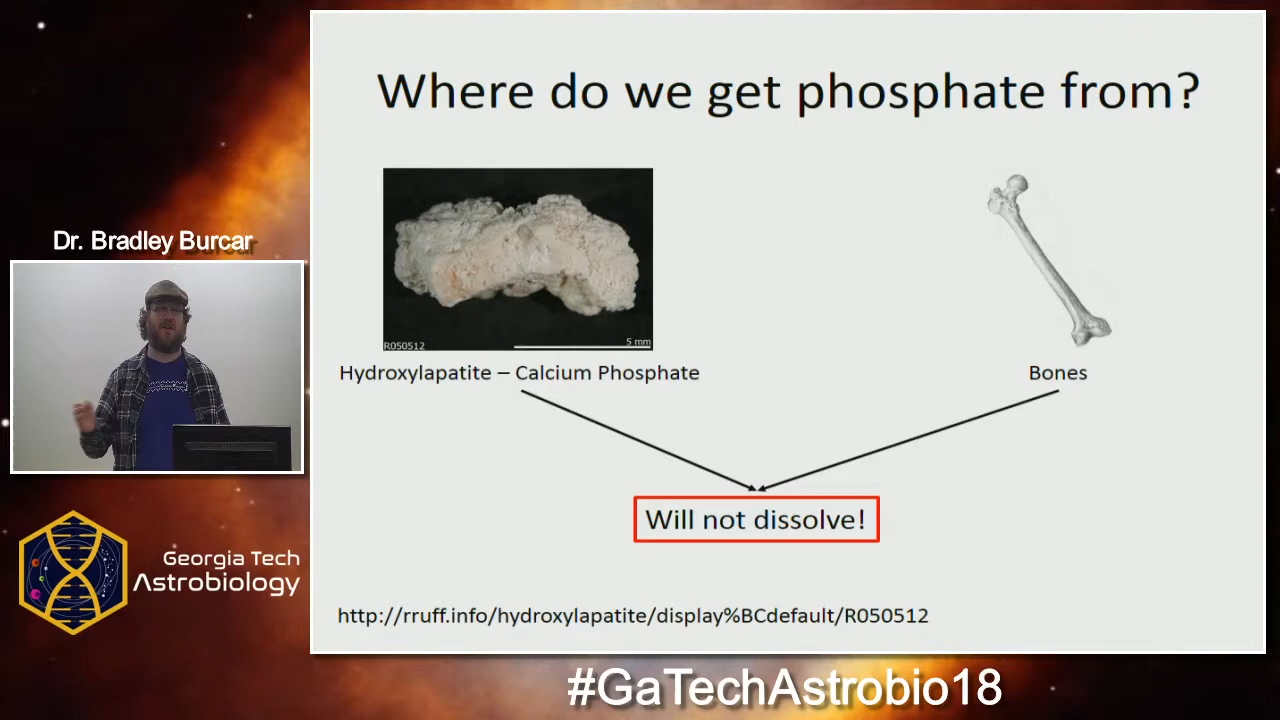 Where do we get phosphate from?
R050512
5 mm
Hydroxylapatite – Calcium Phosphate
Bones
Will not dissolve!
http://rruff.info/hydroxylapatite/display%BCdefault/R050512
Dr. Bradley Burcar
Georgia Tech
Astrobiology
#GaTechAstrobio18